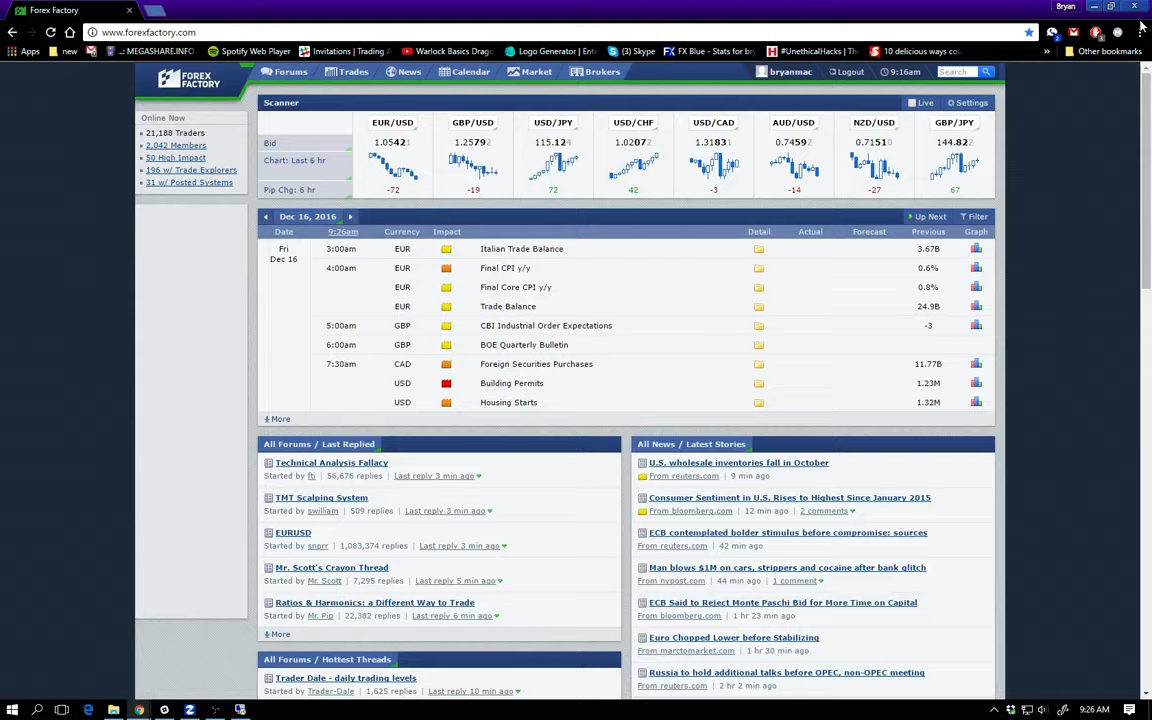 Forex Factory
Bryan
www.forexfactory.com
Apps new MEGASHARE.INFO Spotify Web Player Invitations | Trading Warlock Basics Drago Logo Generator | Ent (3) Skype FX Blue - Stats for br #UnethicalHacks | Tre 10 delicious ways cou » Other bookmarks
FOREX FACTORY
Forums Trades News Calendar Market Brokers bryanmac Logout 9:16am Search
Online Now
21,188 Traders
2,042 Members
50 High Impact
196 w/ Trade Explorers
31 w/ Posted Systems
Scanner Live Settings
EUR/USD GBP/USD USD/JPY USD/CHF USD/CAD AUD/USD NZD/USD GBP/JPY
Bid 1.05421 1.25792 115.124 1.02072 1.31831 0.74592 0.71510 144.822
Chart: Last 6 hr
Pip Chg: 6 hr -72 -19 72 42 -3 -14 -27 67
Dec 16, 2016 Up Next Filter
Date 9:26am Currency Impact Detail Actual Forecast Previous Graph
Fri 3:00am EUR Italian Trade Balance 3.67B
Dec 16
4:00am EUR Final CPI y/y 0.6%
EUR Final Core CPI y/y 0.8%
EUR Trade Balance 24.9B
5:00am GBP CBI Industrial Order Expectations -3
6:00am GBP BOE Quarterly Bulletin
7:30am CAD Foreign Securities Purchases 11.77B
USD Building Permits 1.23M
USD Housing Starts 1.32M
More
All Forums / Last Replied
Technical Analysis Fallacy
Started by fti | 56,676 replies | Last reply 3 min ago
TMT Scalping System
Started by swilliam | 509 replies | Last reply 3 min ago
EURUSD
Started by snprr | 1,083,374 replies | Last reply 3 min ago
Mr. Scott's Crayon Thread
Started by Mr. Scott | 7,295 replies | Last reply 5 min ago
Ratios & Harmonics: a Different Way to Trade
Started by Mr. Pip | 22,382 replies | Last reply 6 min ago
More
All Forums / Hottest Threads
Trader Dale - daily trading levels
Started by Trader-Dale | 1,625 replies | Last reply 10 min ago
All News / Latest Stories
U.S. wholesale inventories fall in October
From reuters.com | 9 min ago
Consumer Sentiment in U.S. Rises to Highest Since January 2015
From bloomberg.com | 12 min ago | 2 comments
ECB contemplated bolder stimulus before compromise: sources
From reuters.com | 42 min ago
Man blows $1M on cars, strippers and cocaine after bank glitch
From nypost.com | 44 min ago | 1 comment
ECB Said to Reject Monte Paschi Bid for More Time on Capital
From bloomberg.com | 1 hr 23 min ago
Euro Chopped Lower before Stabilizing
From marctomarket.com | 1 hr 30 min ago
Russia to hold additional talks before OPEC, non-OPEC meeting
From reuters.com | 2 hr 2 min ago
9:26 AM